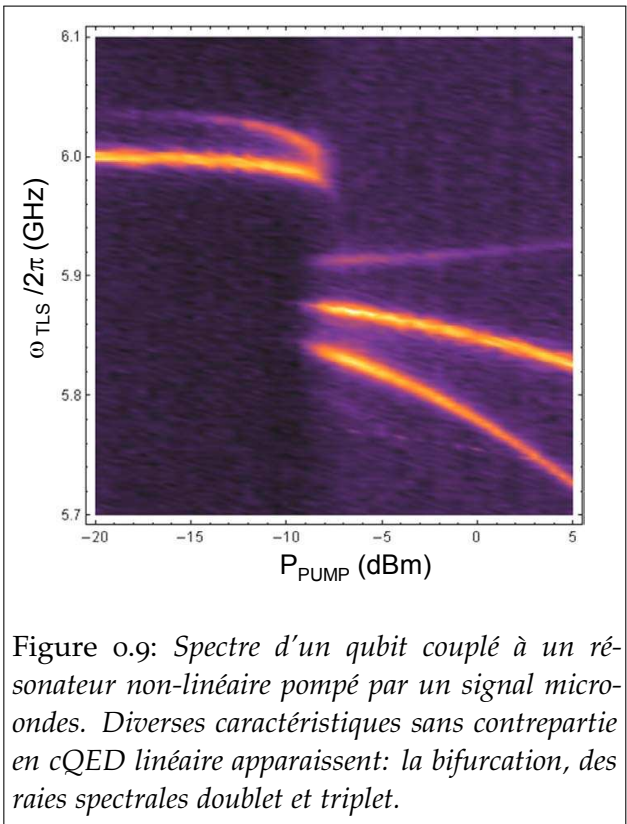 6.1
6.0
5.9
5.8
5.7
ω TLS /2π (GHz)
−20 −15 −10 −5 0 5
P PUMP (dBm)
Figure 0.9: Spectre d'un qubit couplé à un ré-
sonateur non-linéaire pompé par un signal micro-
ondes. Diverses caractéristiques sans contrepartie
en cQED linéaire apparaissent: la bifurcation, des
raies spectrales doublet et triplet.